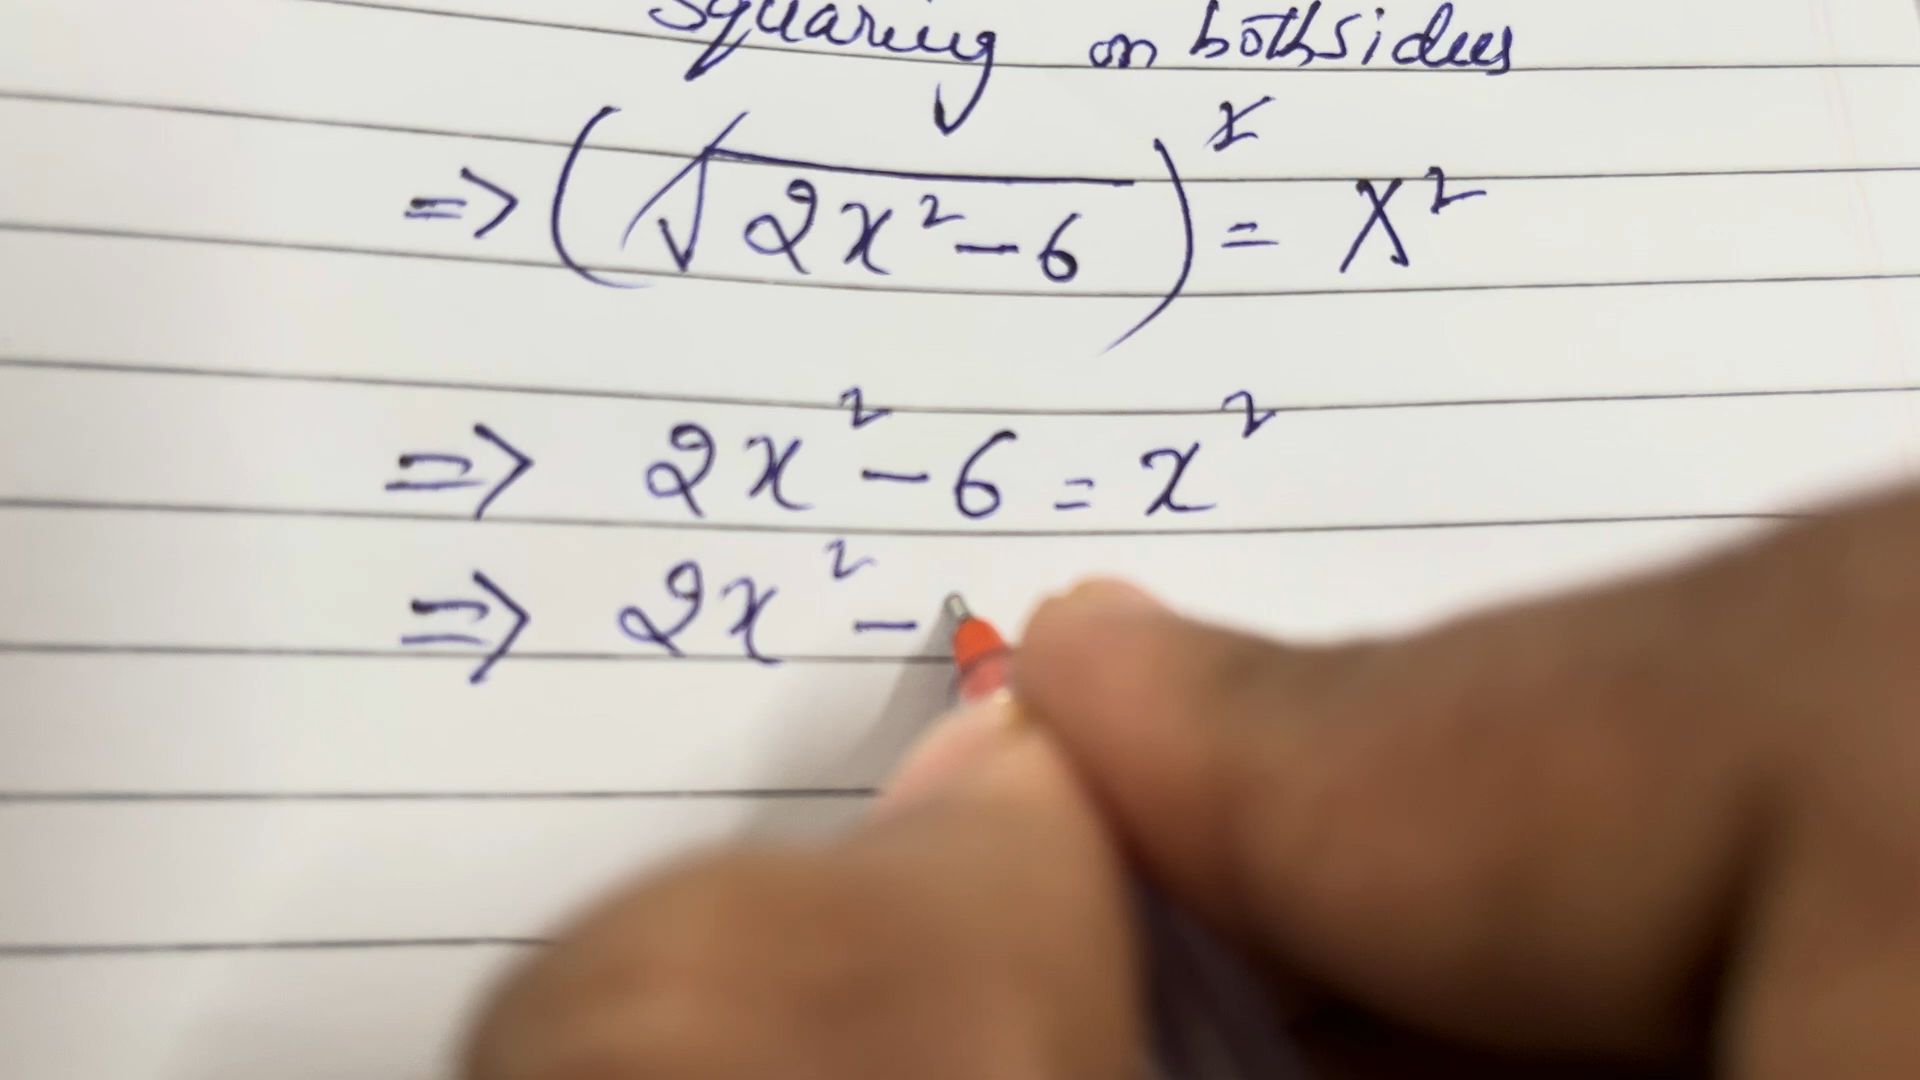 Squaring on bothsides
=> (√2x²-6)² = x²
=> 2x²-6 = x²
=> 2x²-